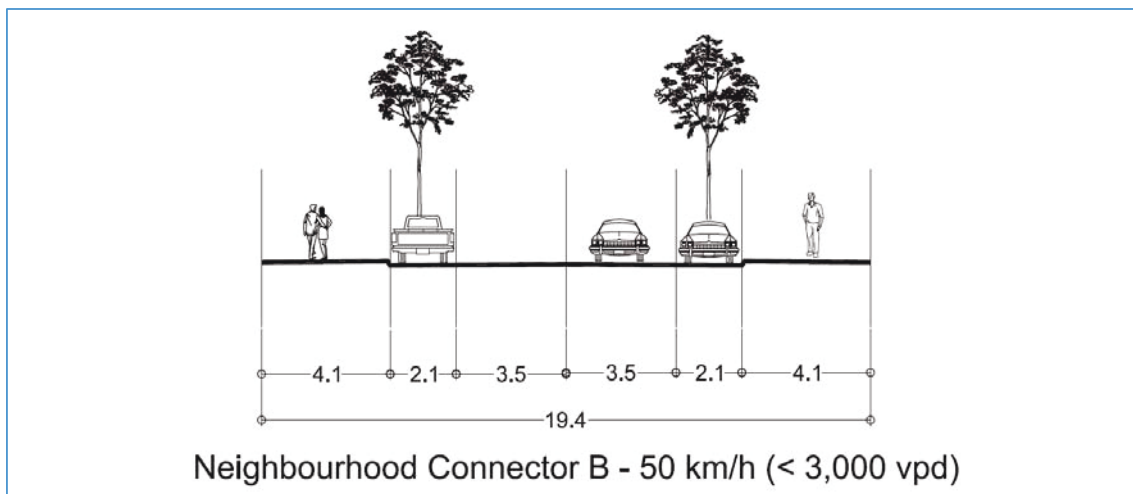 4.1 2.1 3.5 3.5 2.1 4.1
19.4
Neighbourhood Connector B - 50 km/h (< 3,000 vpd)